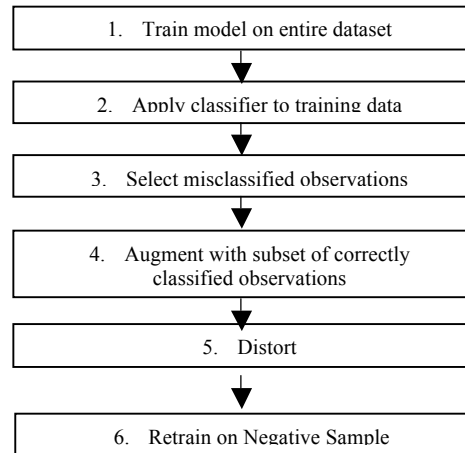 1. Train model on entire dataset
2. Apply classifier to training data
3. Select misclassified observations
4. Augment with subset of correctly
classified observations
5. Distort
6. Retrain on Negative Sample